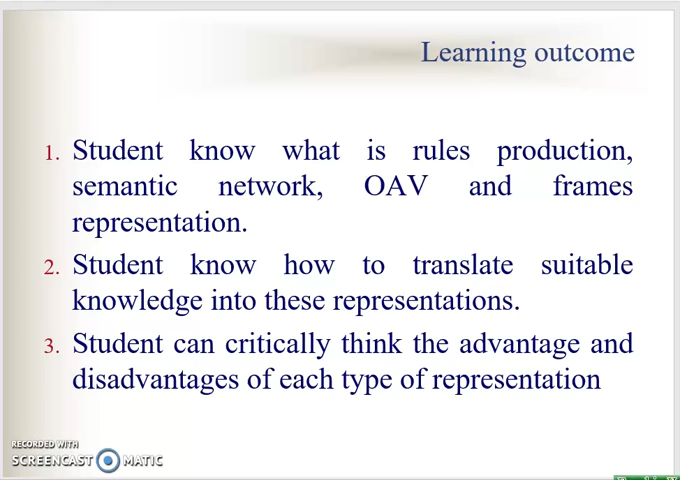 Learning outcome
1. Student know what is rules production,
semantic network, OAV and frames
representation.
2. Student know how to translate suitable
knowledge into these representations.
3. Student can critically think the advantage and
disadvantages of each type of representation
RECORDED WITH
SCREENCAST MATIC